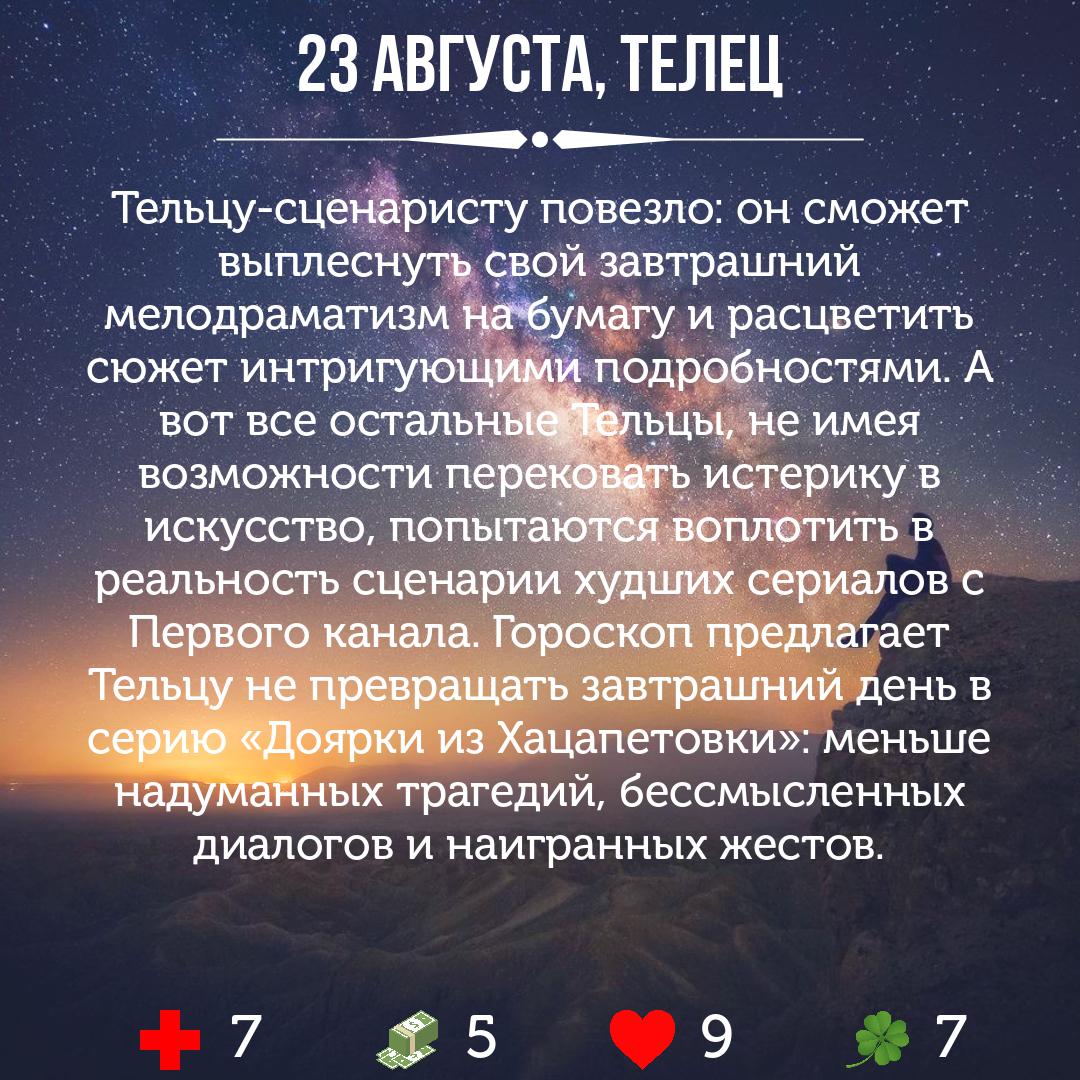 23 АВГУСТА, ТЕЛЕЦ
Тельцу-сценаристу повезло: он сможет
выплеснуть свой завтрашний
мелодраматизм на бумагу и расцветить
сюжет интригующими подробностями. А
вот все остальные Тельцы, не имея
возможности перековать истерику в
искусство, попытаются воплотить в
реальность сценарии худших сериалов с
Первого канала. Гороскоп предлагает
Тельцу не превращать завтрашний день в
серию «Доярки из Хацапетовки»: меньше
надуманных трагедий, бессмысленных
диалогов и наигранных жестов.
7 5 9 7